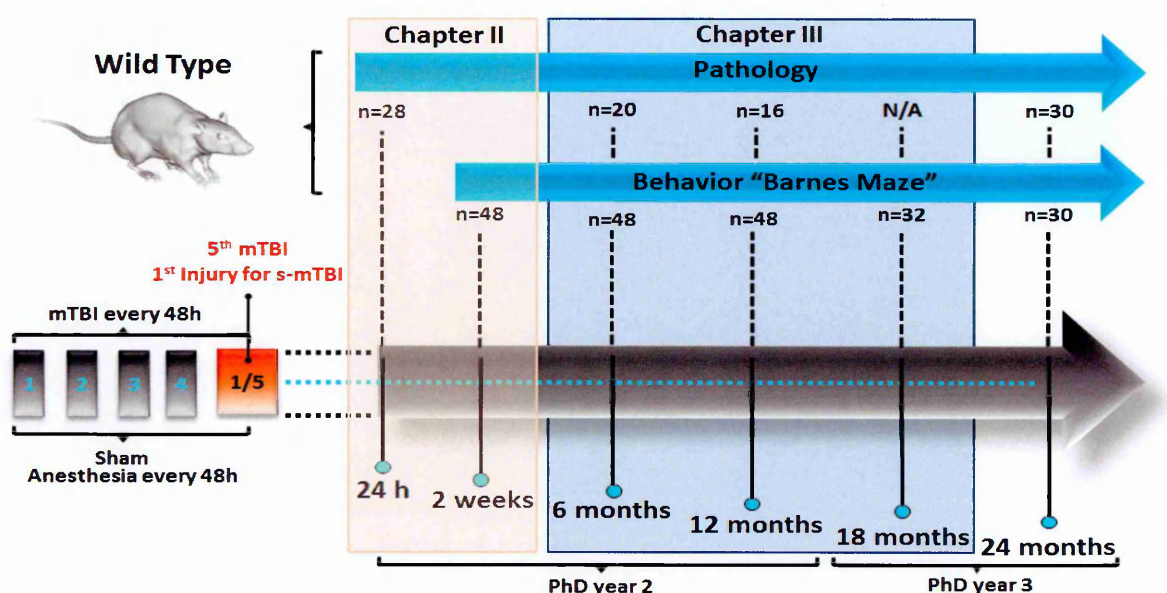 Chapter II
Chapter III
Wild Type
Pathology
n=28
n=20
n=16
N/A
n=30
Behavior "Barnes Maze"
n=48
n=48
n=48
n=32
n=30
5th mTBI
1st Injury for s-mTBI
mTBI every 48h
1
2
3
4
1/5
Sham
Anesthesia every 48h
24 h
2 weeks
6 months
12 months
18 months
24 months
PhD year 2
PhD year 3